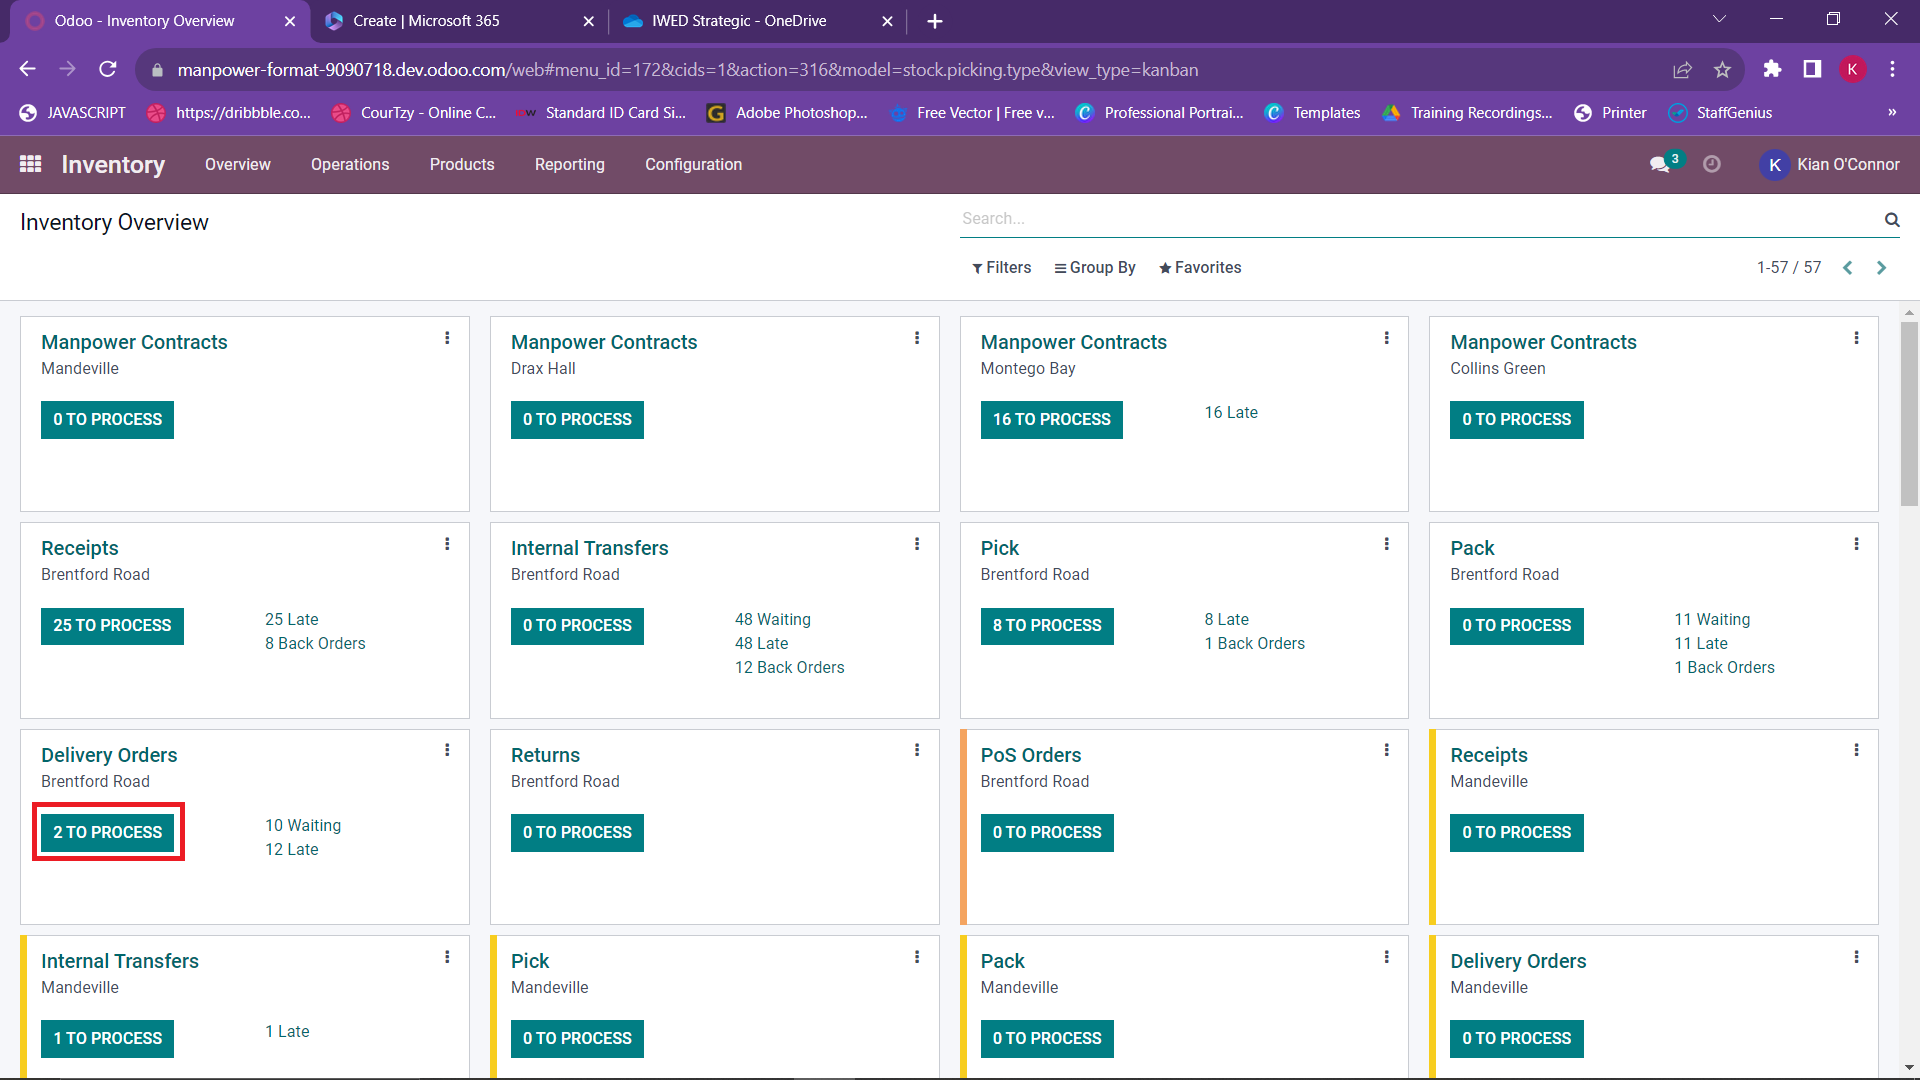 Odoo - Inventory Overview
Create | Microsoft 365
IWED Strategic - OneDrive
manpower-format-9090718.dev.odoo.com/web#menu_id=172&cids=1&action=316&model=stock.picking.type&view_type=kanban
K
JAVASCRIPT
https://dribbble.co...
CourTzy - Online C...
Standard ID Card Si...
Adobe Photoshop,...
Free Vector | Free v...
Professional Portrai...
Templates
Training Recordings...
Printer
StaffGenius
»
Inventory
Overview
Operations
Products
Reporting
Configuration
3
K
Kian O'Connor
Inventory Overview
Search...
Filters
Group By
Favorites
1-57 / 57
Manpower Contracts
Mandeville
0 TO PROCESS
Manpower Contracts
Drax Hall
0 TO PROCESS
Manpower Contracts
Montego Bay
16 TO PROCESS
16 Late
Manpower Contracts
Collins Green
0 TO PROCESS
Receipts
Brentford Road
25 TO PROCESS
25 Late
8 Back Orders
Internal Transfers
Brentford Road
0 TO PROCESS
48 Waiting
48 Late
12 Back Orders
Pick
Brentford Road
8 TO PROCESS
8 Late
1 Back Orders
Pack
Brentford Road
0 TO PROCESS
11 Waiting
11 Late
1 Back Orders
Delivery Orders
Brentford Road
2 TO PROCESS
10 Waiting
12 Late
Returns
Brentford Road
0 TO PROCESS
PoS Orders
Brentford Road
0 TO PROCESS
Receipts
Mandeville
0 TO PROCESS
Internal Transfers
Mandeville
1 TO PROCESS
1 Late
Pick
Mandeville
0 TO PROCESS
Pack
Mandeville
0 TO PROCESS
Delivery Orders
Mandeville
0 TO PROCESS